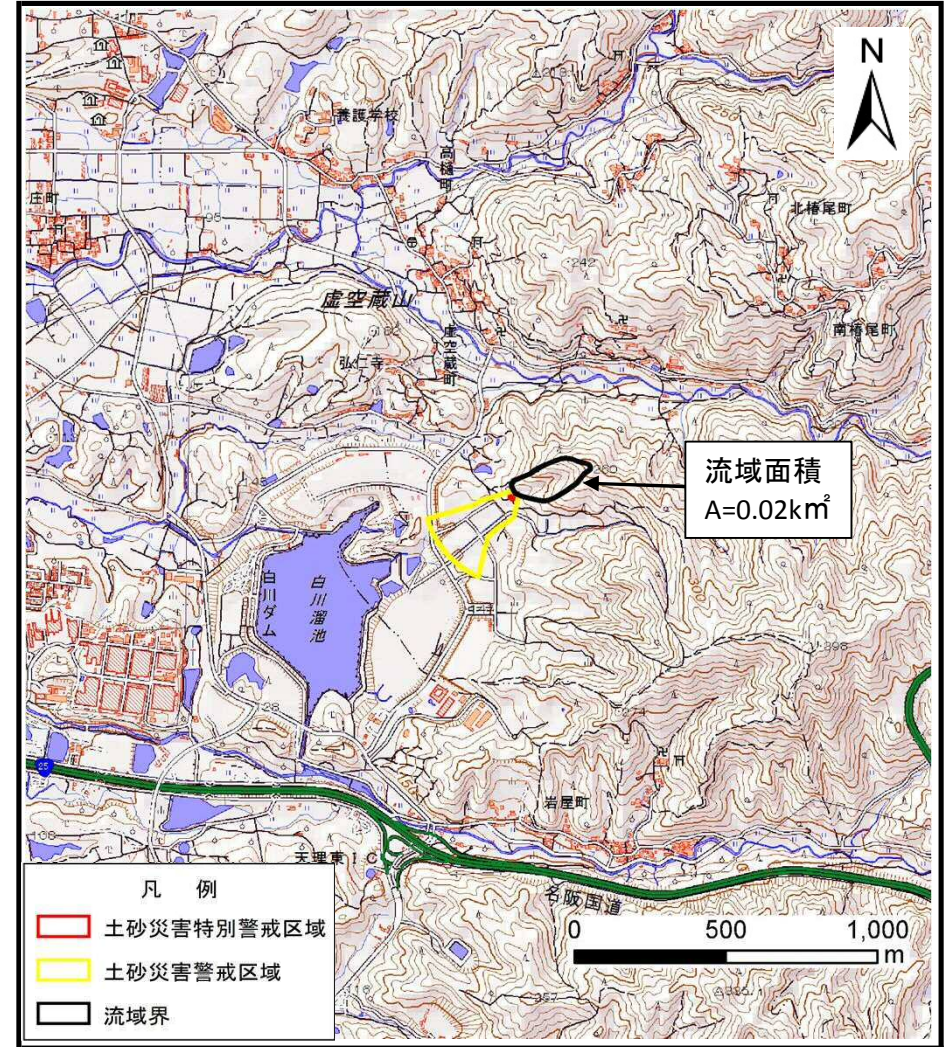 N
養護学校
高樋町
庄町
北椿尾町
虚空蔵山
南椿尾町
弘仁寺
虚空蔵町
流域面積
A=0.02k㎡
白川ダム
白川溜池
300
25
岩屋町
天理東IC
名阪国道
凡 例
土砂災害特別警戒区域
土砂災害警戒区域
流域界
0 500 1,000
m